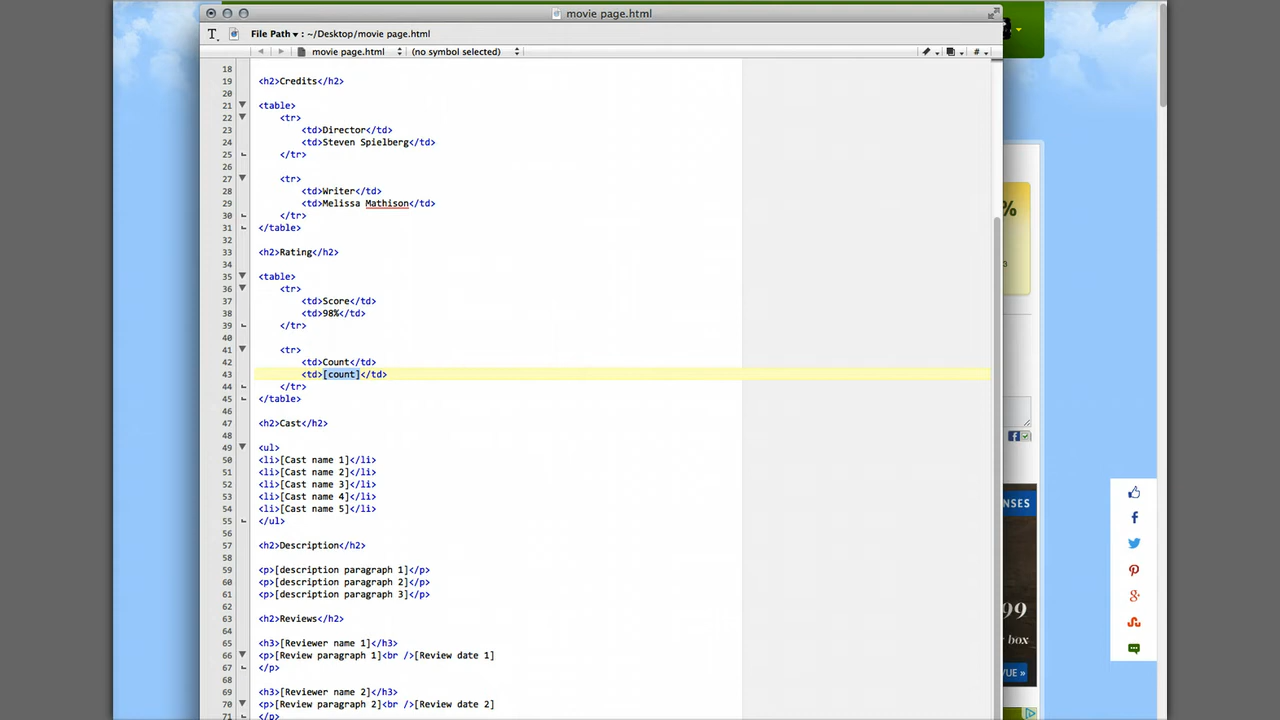 movie page.html
File Path ▾ : ~/Desktop/movie page.html
movie page.html (no symbol selected) #
18
19 <h2>Credits</h2>
20
21 <table>
22 <tr>
23 <td>Director</td>
24 <td>Steven Spielberg</td>
25 </tr>
26
27 <tr>
28 <td>Writer</td>
29 <td>Melissa Mathison</td>
30 </tr>
31 </table>
32
33 <h2>Rating</h2>
34
35 <table>
36 <tr>
37 <td>Score</td>
38 <td>98%</td>
39 </tr>
40
41 <tr>
42 <td>Count</td>
43 <td>[count]</td>
44 </tr>
45 </table>
46
47 <h2>Cast</h2>
48
49 <ul>
50 <li>[Cast name 1]</li>
51 <li>[Cast name 2]</li>
52 <li>[Cast name 3]</li>
53 <li>[Cast name 4]</li>
54 <li>[Cast name 5]</li>
55 </ul>
56
57 <h2>Description</h2>
58
59 <p>[description paragraph 1]</p>
60 <p>[description paragraph 2]</p>
61 <p>[description paragraph 3]</p>
62
63 <h2>Reviews</h2>
64
65 <h3>[Reviewer name 1]</h3>
66 <p>[Review paragraph 1]<br />[Review date 1]
67 </p>
68
69 <h3>[Reviewer name 2]</h3>
70 <p>[Review paragraph 2]<br />[Review date 2]
71 </p>
%
NSES
99
box
VUE »